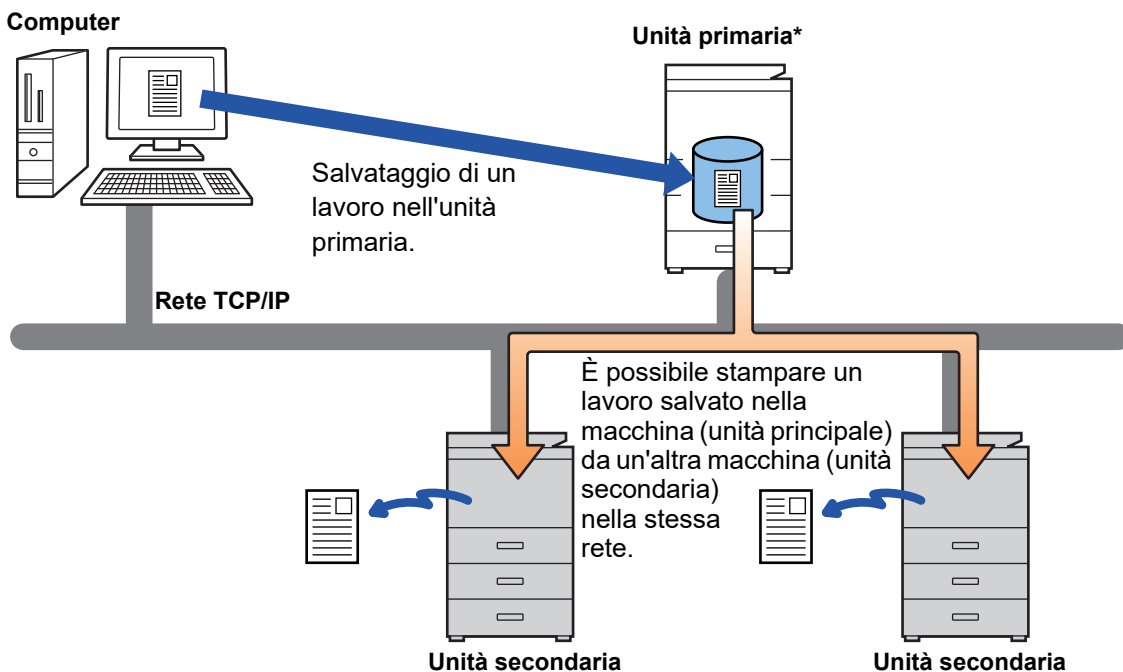 Computer
Unità primaria*
Salvataggio di un
lavoro nell'unità
primaria.
Rete TCP/IP
È possibile stampare un
lavoro salvato nella
macchina (unità principale)
da un'altra macchina (unità
secondaria)
nella stessa
rete.
Unità secondaria
Unità secondaria